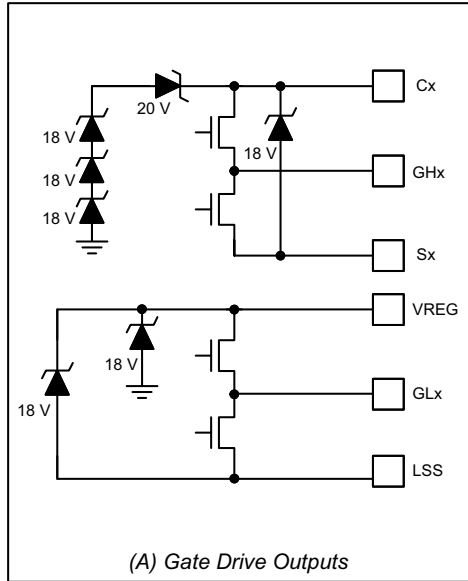 Cx
20 V
18 V
18 V
18 V
18 V
GHx
Sx
VREG
18 V
18 V
GLx
LSS
(A) Gate Drive Outputs